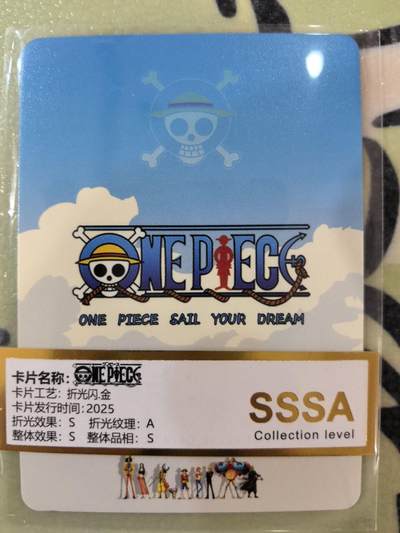 ONE PIECE
ONE PIECE SAIL YOUR DREAM
卡片名称：ONE PIECE
卡片工艺：折光闪.金
卡片发行时间：2025
折光效果：S 折光纹理：A
整体效果：S 整体品相：S
SSSA
Collection level